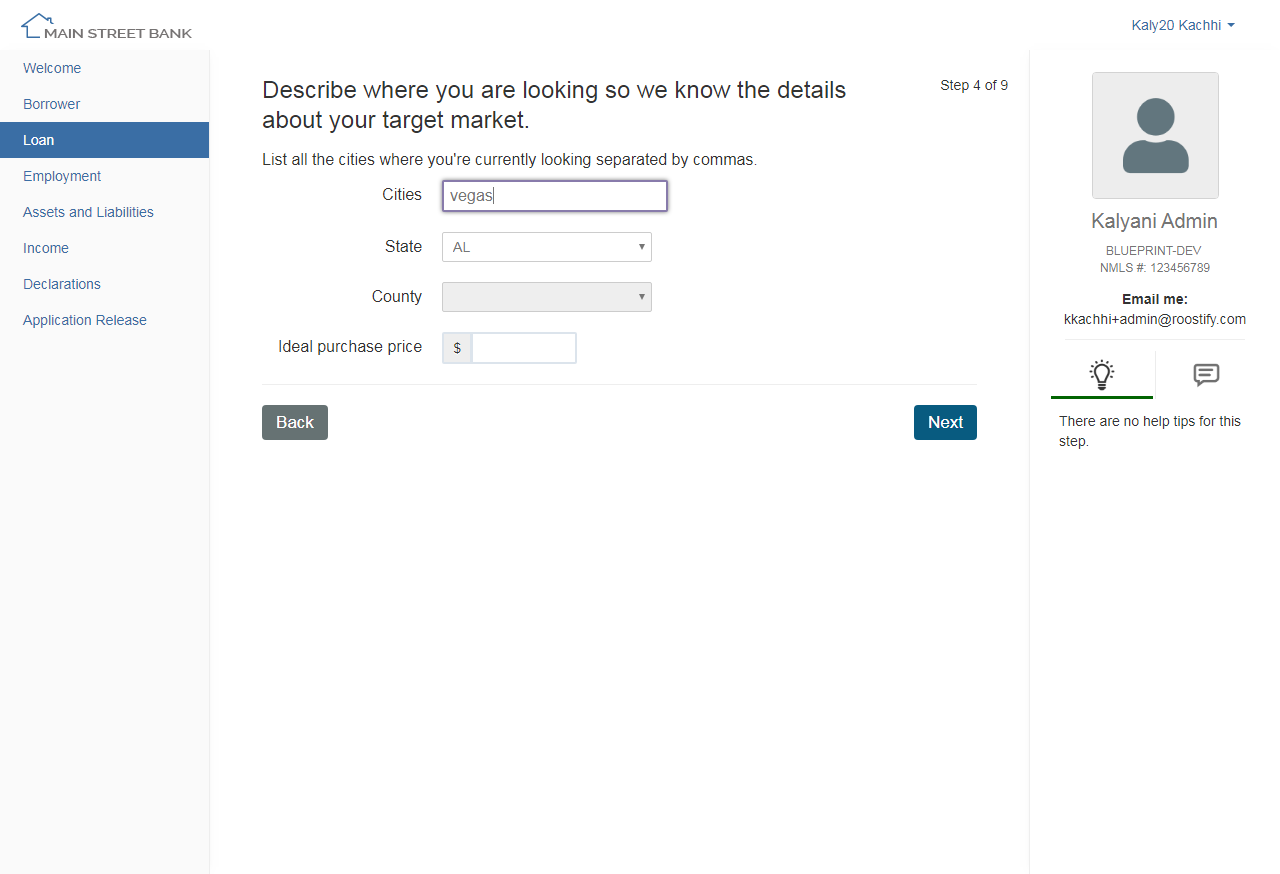 MAIN STREET BANK
Kaly20 Kachhi
Welcome
Borrower
Loan
Employment
Assets and Liabilities
Income
Declarations
Application Release
Describe where you are looking so we know the details
about your target market.
Step 4 of 9
List all the cities where you're currently looking separated by commas.
Cities vegas
State AL
County
Ideal purchase price $
Back Next
Kalyani Admin
BLUEPRINT-DEV
NMLS #: 123456789
Email me:
kkachhi+admin@roostify.com
There are no help tips for this
step.